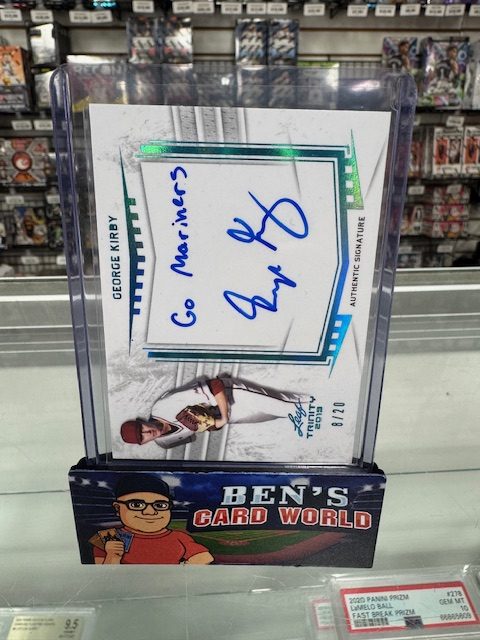 GEORGE KIRBY
Go Mariners
AUTHENTIC SIGNATURE
Leaf
TRINITY
2019
8/20
BEN'S
CARD WORLD
9.5
2020 PANINI PRIZM
#278
LaMELO BALL
GEM MT
FAST BREAK PRIZM
10